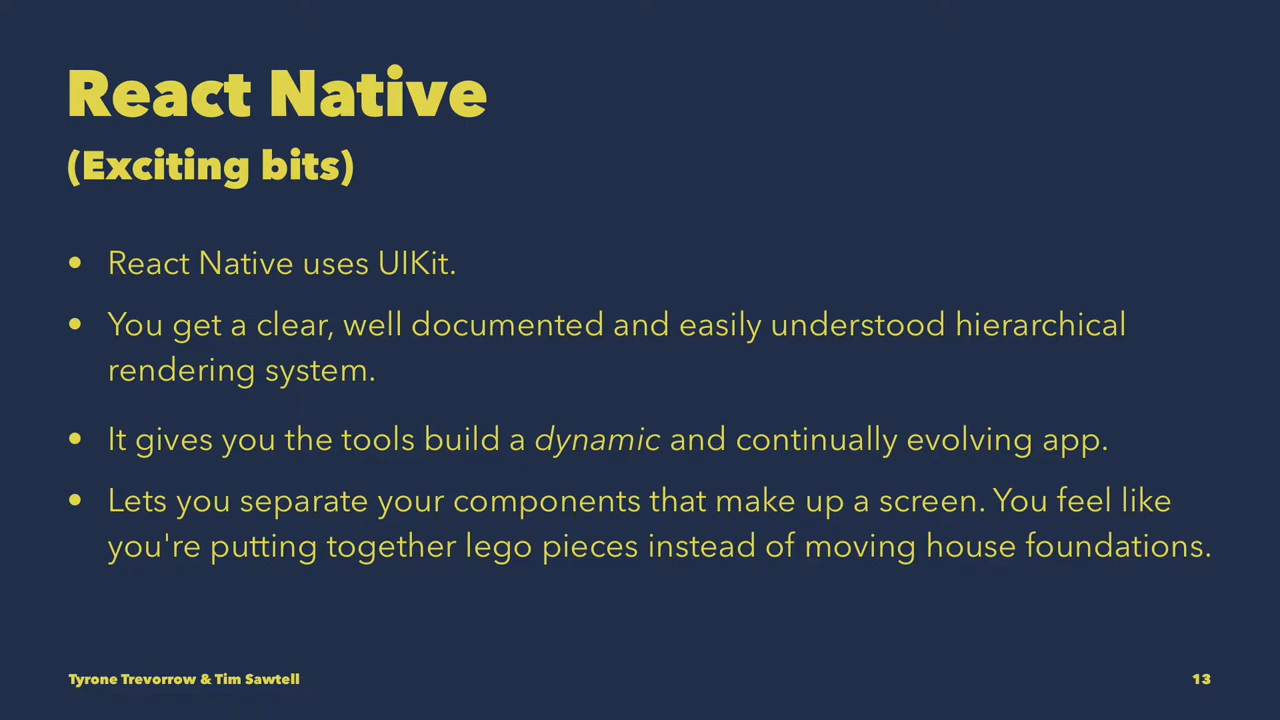 React Native
(Exciting bits)
• React Native uses UIKit.
• You get a clear, well documented and easily understood hierarchical
rendering system.
• It gives you the tools build a dynamic and continually evolving app.
• Lets you separate your components that make up a screen. You feel like
you're putting together lego pieces instead of moving house foundations.
Tyrone Trevorrow & Tim Sawtell
13